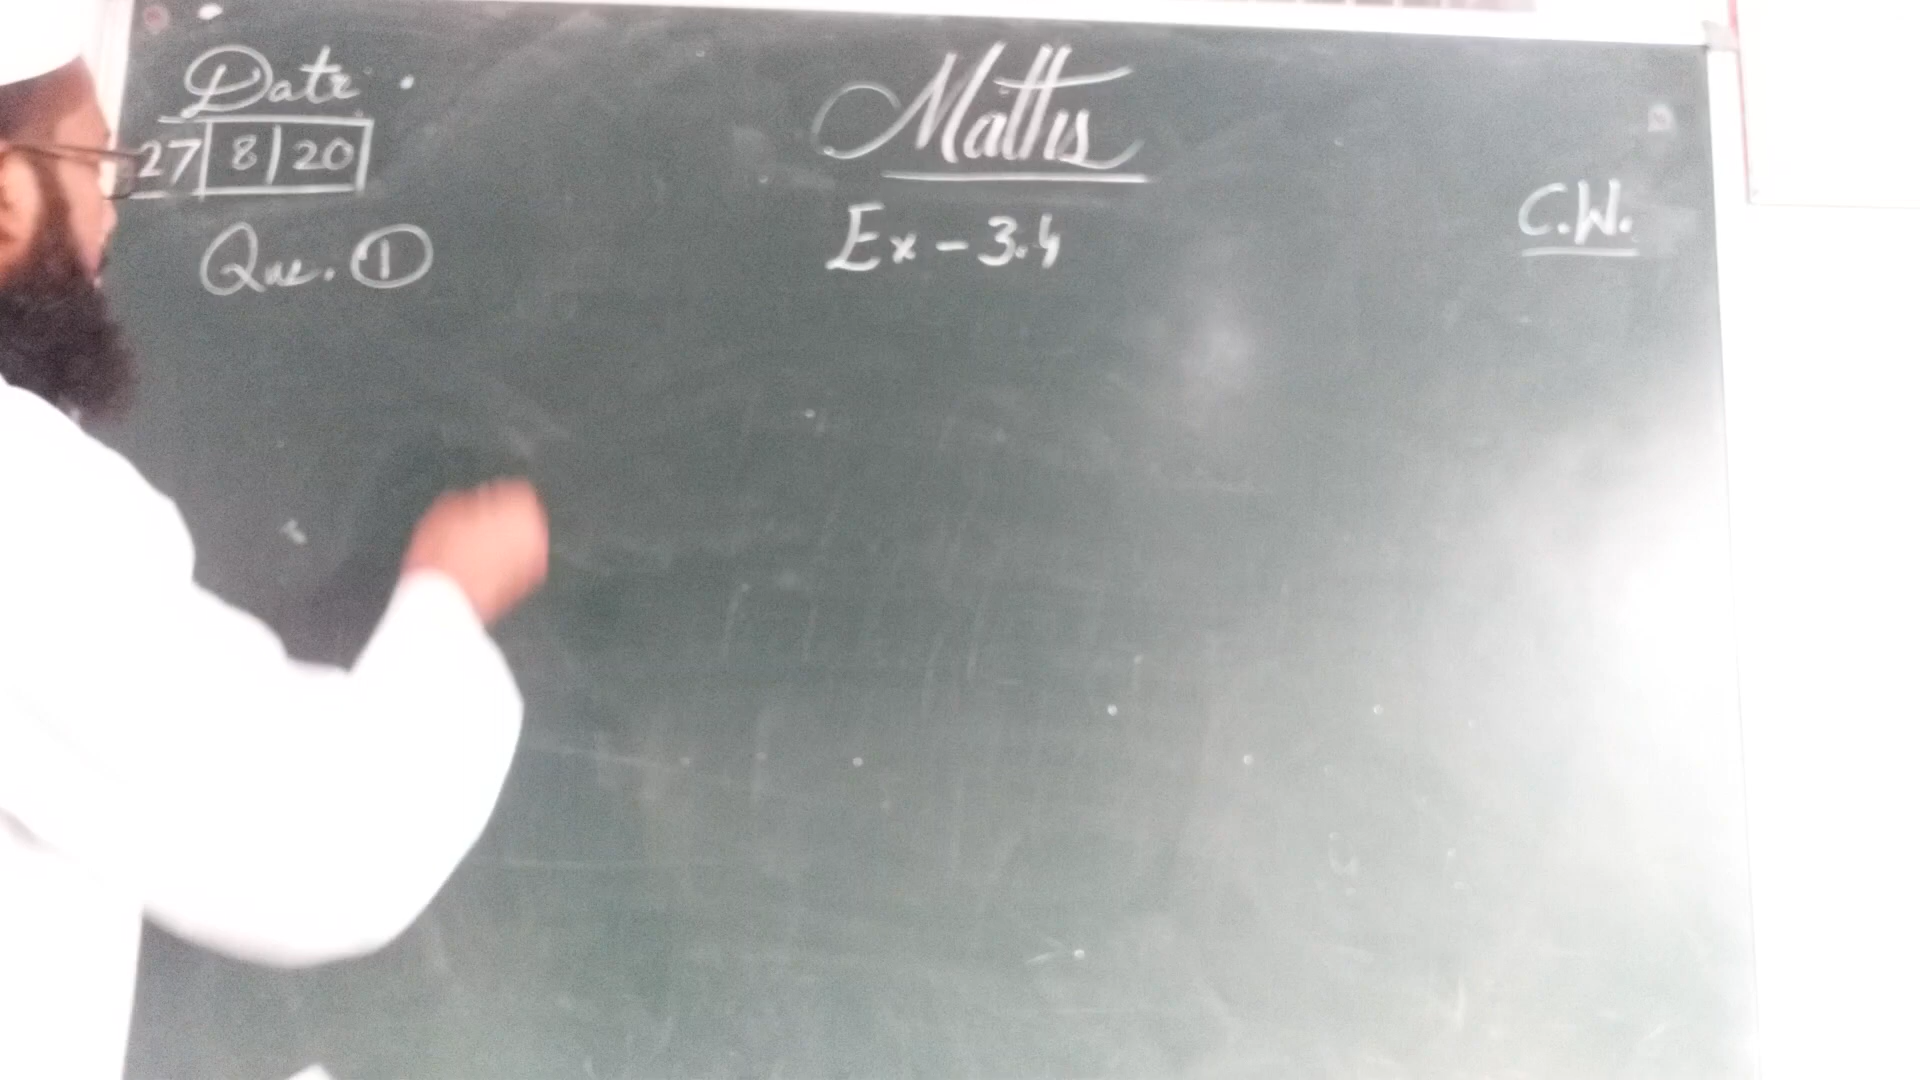 Date
27 | 8 | 20
Maths
Ex - 3.4
C.W.
Que. ①